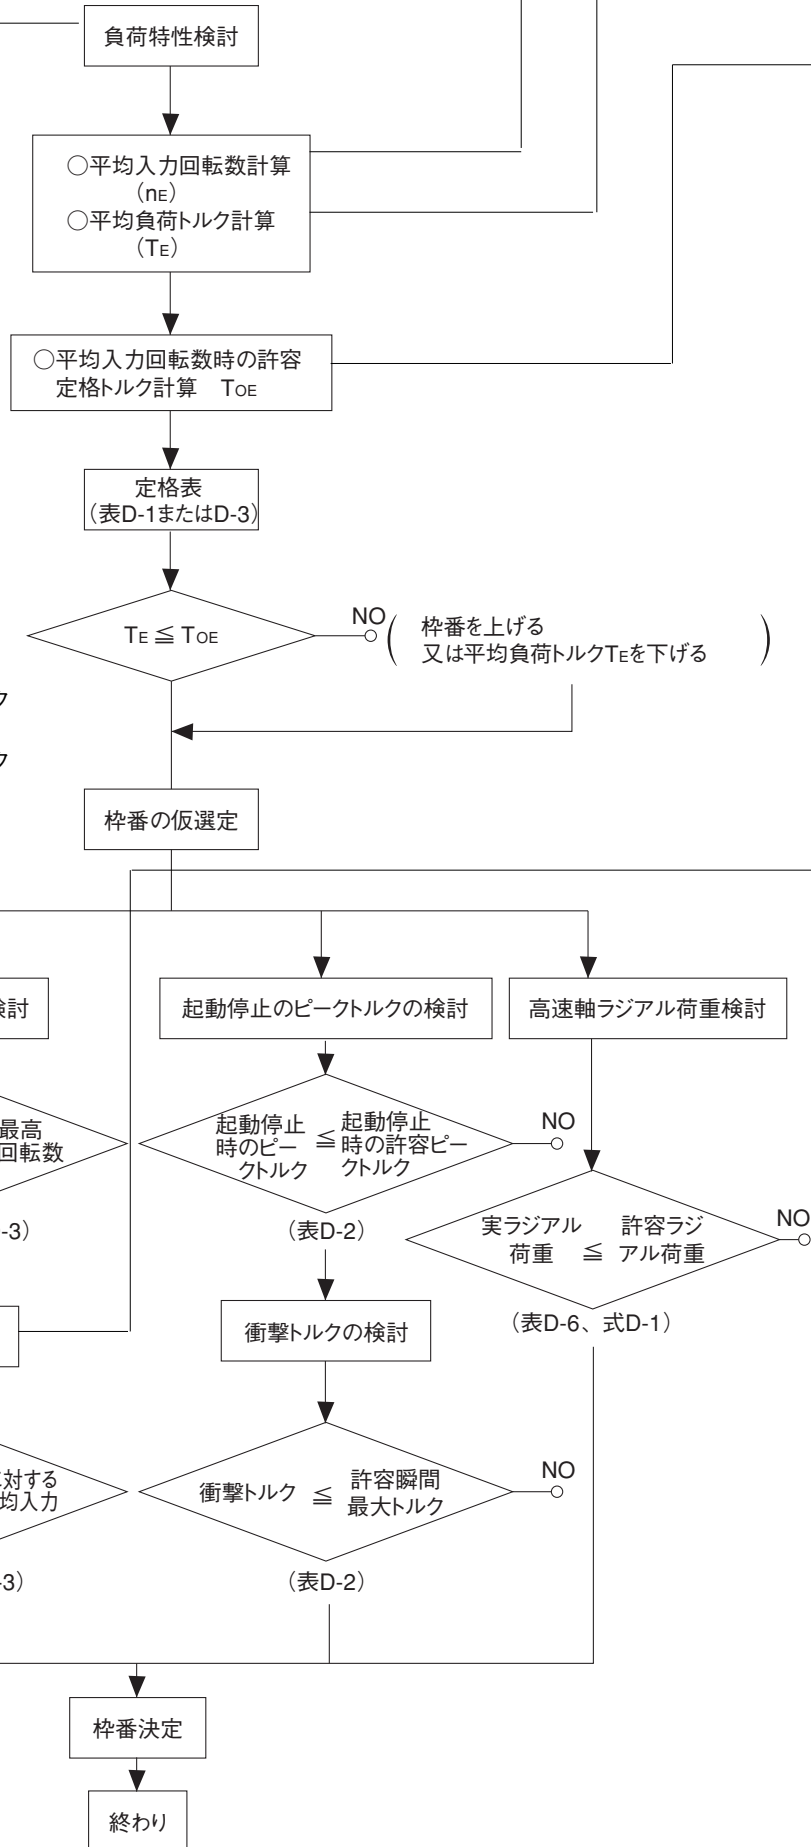 負荷特性検討
○平均入力回転数計算
(nE)
○平均負荷トルク計算
(TE)
○平均入力回転数時の許容
定格トルク計算 TOE
定格表
(表D-1またはD-3)
TE ≦ TOE
NO
枠番を上げる
又は平均負荷トルクTEを下げる
ク
ク
枠番の仮選定
検討
起動停止のピークトルクの検討
高速軸ラジアル荷重検討
最高
回転数
-3)
起動停止
時のピー
クトルク
≦
起動停止
時の許容ピー
クトルク
NO
(表D-2)
実ラジアル
荷重
≦
許容ラジ
アル荷重
NO
(表D-6、式D-1)
衝撃トルクの検討
対する
均入力
-3)
衝撃トルク ≦
許容瞬間
最大トルク
NO
(表D-2)
枠番決定
終わり